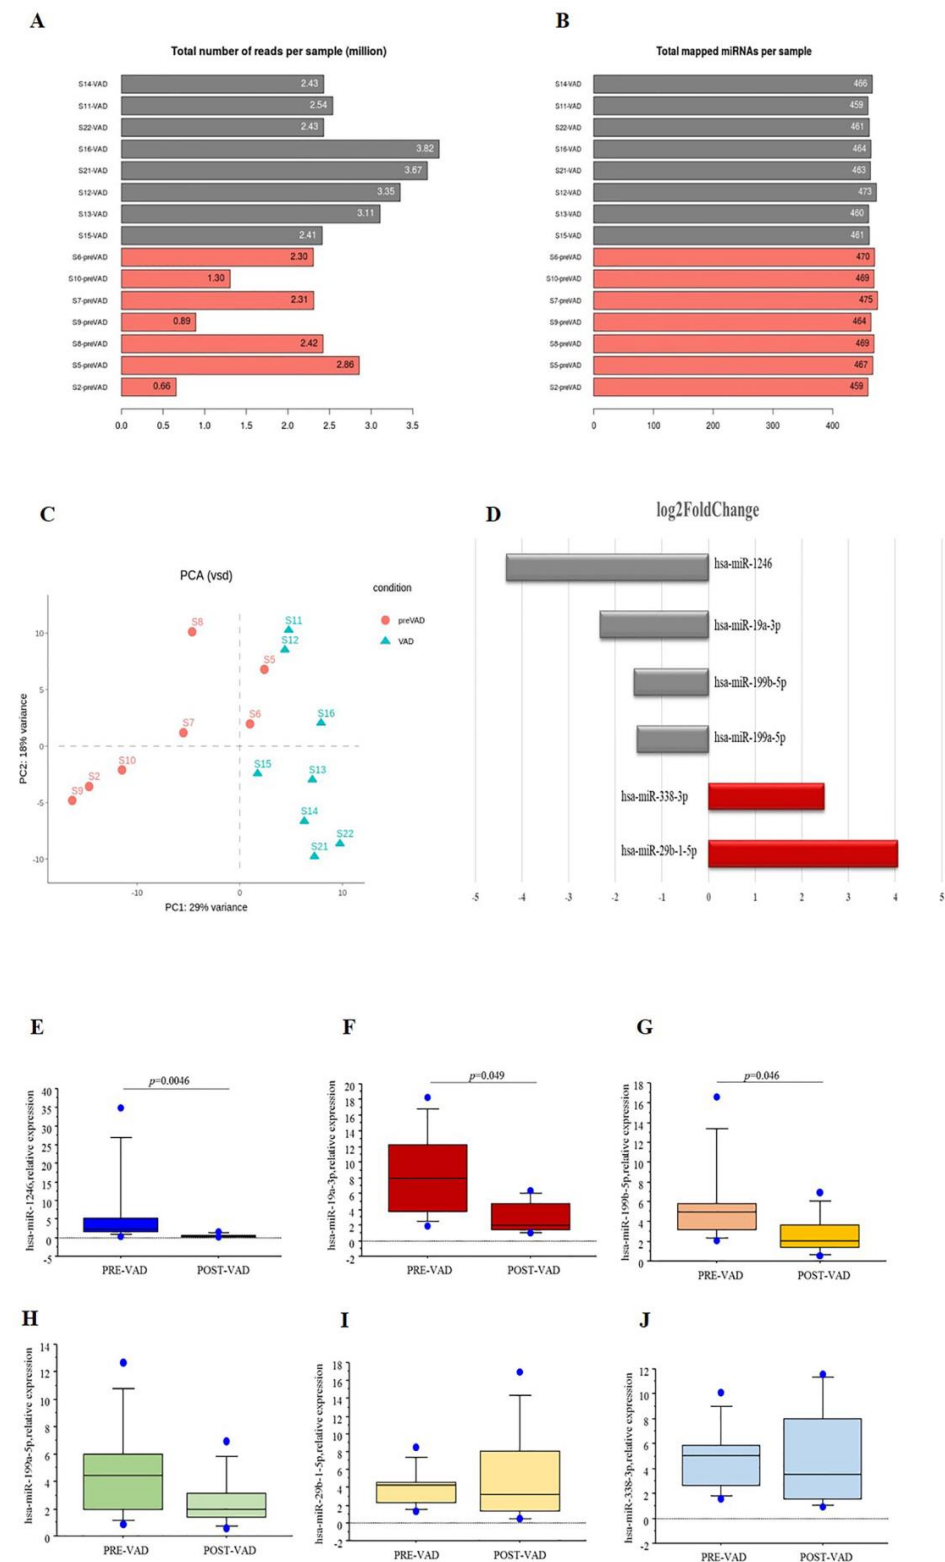 A
B
Total number of reads per sample (million)
Total mapped miRNAs per sample
S14-VAD 2.43
S11-VAD 2.54
S22-VAD 2.43
S16-VAD 3.82
S21-VAD 3.67
S12-VAD 3.35
S13-VAD 3.11
S15-VAD 2.41
S6-preVAD 2.30
S10-preVAD 1.30
S7-preVAD 2.31
S9-preVAD 0.89
S8-preVAD 2.42
S5-preVAD 2.86
S2-preVAD 0.66
0.0 0.5 1.0 1.5 2.0 2.5 3.0 3.5
S14-VAD 466
S11-VAD 459
S22-VAD 461
S16-VAD 464
S21-VAD 463
S12-VAD 473
S13-VAD 460
S15-VAD 461
S6-preVAD 470
S10-preVAD 469
S7-preVAD 475
S9-preVAD 464
S8-preVAD 469
S5-preVAD 467
S2-preVAD 459
0 100 200 300 400
C
PCA (vsd)
condition
preVAD
VAD
PC2: 18% variance
10
5
0
-5
-10
S8
S11
S12
S5
S6
S16
S7
S15
S13
S10
S2
S9
S14
S22
S21
-10 0 10
PC1: 29% variance
D
log2FoldChange
hsa-miR-1246
hsa-miR-19a-3p
hsa-miR-199b-5p
hsa-miR-199a-5p
hsa-miR-338-3p
hsa-miR-29b-1-5p
-5 -4 -3 -2 -1 0 1 2 3 4 5
E
p=0.0046
hsa-miR-1246,relative expression
40
35
30
25
20
15
10
5
0
-5
PRE-VAD POST-VAD
F
p=0.049
hsa-miR-19a-3p,relative expression
20
18
16
14
12
10
8
6
4
2
0
-2
PRE-VAD POST-VAD
G
p=0.046
hsa-miR-199b-5p,relative expression
18
16
14
12
10
8
6
4
2
0
PRE-VAD POST-VAD
H
hsa-miR-199a-5p,relative expression
14
12
10
8
6
4
2
0
PRE-VAD POST-VAD
I
hsa-miR-29b-1-5p,relative expression
18
16
14
12
10
8
6
4
2
0
-2
PRE-VAD POST-VAD
J
hsa-miR-338-3p,relative expression
12
10
8
6
4
2
0
-2
PRE-VAD POST-VAD